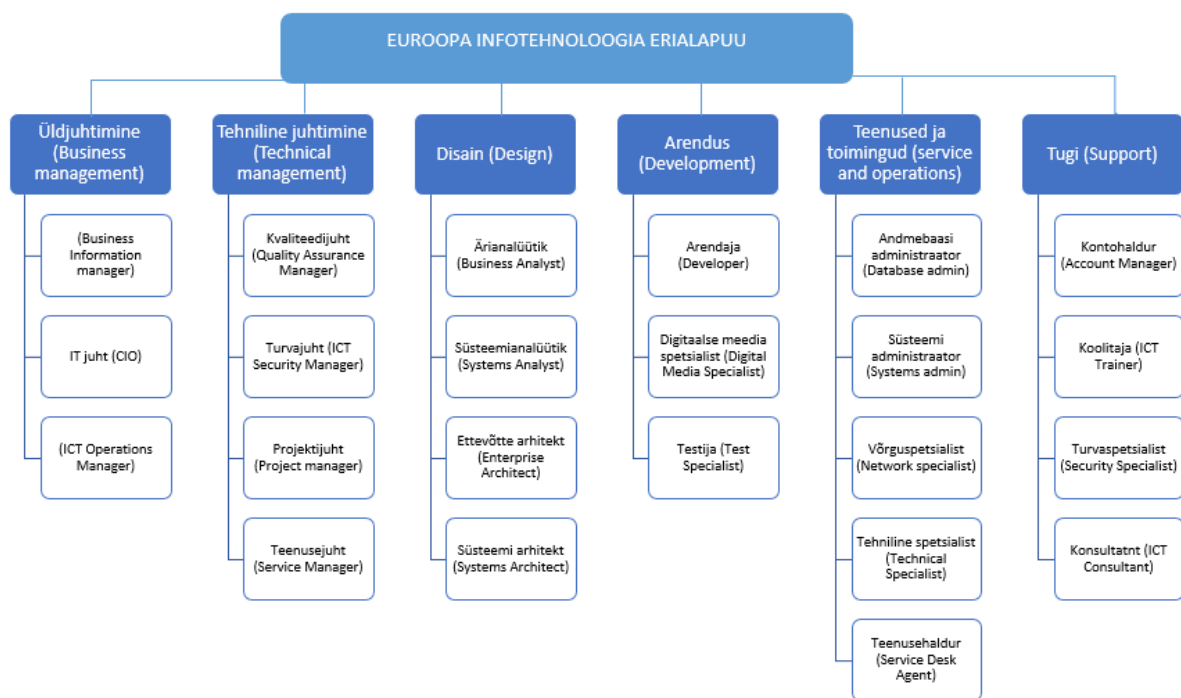 EUROOPA INFOTEHNOLOOGIA ERIALAPUU
Üldjuhtimine
(Business
management)
(Business
Information
manager)
IT juht (CIO)
(ICT Operations
Manager)
Tehniline juhtimine
(Technical
management)
Kvaliteedijuht
(Quality Assurance
Manager)
Turvajuht (ICT
Security Manager)
Projektijuht
(Project manager)
Teenusejuht
(Service Manager)
Disain (Design)
Ärianalüütik
(Business Analyst)
Süsteemianalüütik
(Systems Analyst)
Ettevõtte arhitekt
(Enterprise
Architect)
Süsteemi arhitekt
(Systems Architect)
Arendus
(Development)
Arendaja
(Developer)
Digitaalse meedia
spetsialist (Digital
Media Specialist)
Testija (Test
Specialist)
Teenused ja
toimingud (service
and operations)
Andmebaasi
administraator
(Database admin)
Süsteemi
administraator
(Systems admin)
Võrguspetsialist
(Network specialist)
Tehniline spetsialist
(Technical
Specialist)
Teenusehaldur
(Service Desk
Agent)
Tugi (Support)
Kontohaldur
(Account Manager)
Koolitaja (ICT
Trainer)
Turvaspetsialist
(Security Specialist)
Konsultatnt (ICT
Consultant)